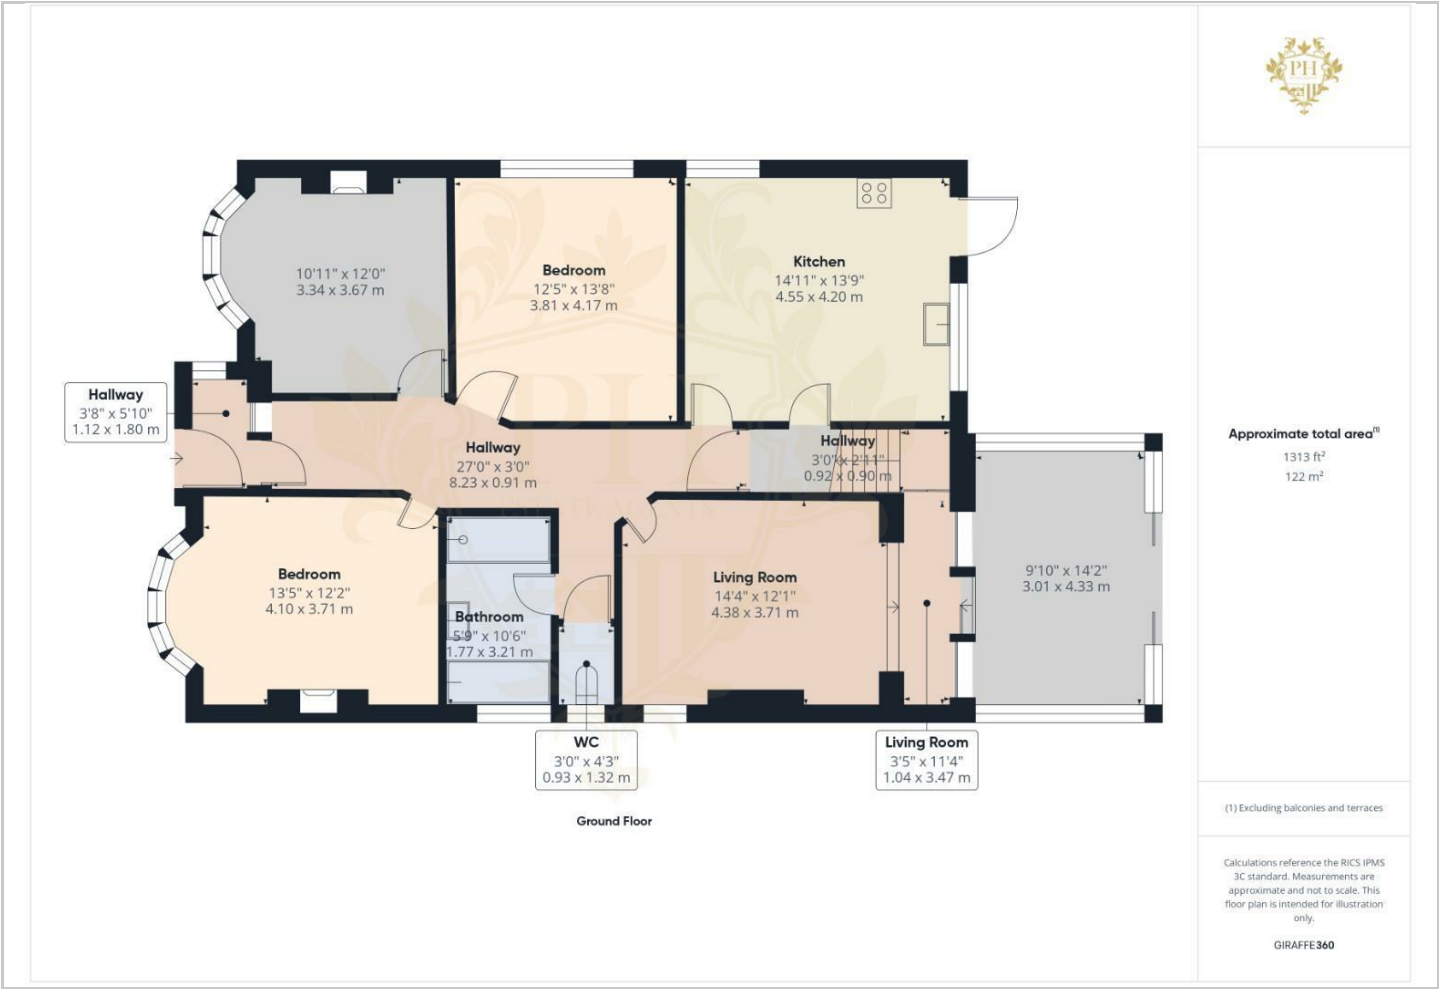 PH
10'11" x 12'0"
3.34 x 3.67 m
Bedroom
12'5" x 13'8"
3.81 x 4.17 m
Kitchen
14'11" x 13'9"
4.55 x 4.20 m
Hallway
3'8" x 5'10"
1.12 x 1.80 m
Hallway
27'0" x 3'0"
8.23 x 0.91 m
Hallway
3'0" x 2'11"
0.92 x 0.90 m
Bedroom
13'5" x 12'2"
4.10 x 3.71 m
Bathroom
5'9" x 10'6"
1.77 x 3.21 m
Living Room
14'4" x 12'1"
4.38 x 3.71 m
9'10" x 14'2"
3.01 x 4.33 m
WC
3'0" x 4'3"
0.93 x 1.32 m
Living Room
3'5" x 11'4"
1.04 x 3.47 m
Ground Floor
PH
ESTATE AGENTS
Approximate total area(1)
1313 ft²
122 m²
(1) Excluding balconies and terraces
Calculations reference the RICS IPMS
3C standard. Measurements are
approximate and not to scale. This
floor plan is intended for illustration
only.
GIRAFFE360